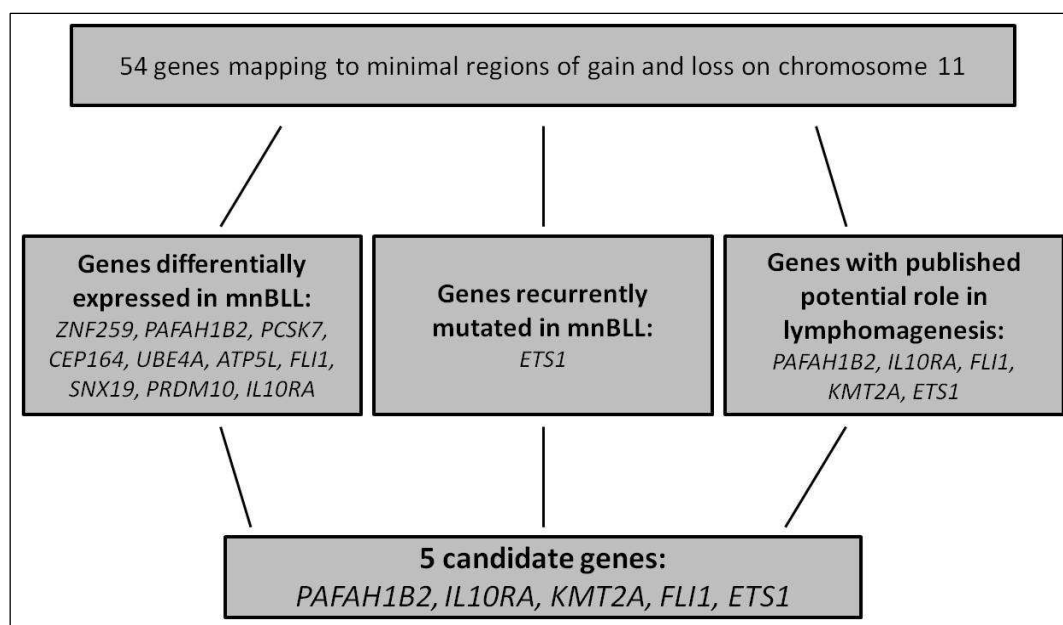 54 genes mapping to minimal regions of gain and loss on chromosome 11
Genes differentially
expressed in mnBLL:
ZNF259, PAFAH1B2, PCSK7,
CEP164, UBE4A, ATP5L, FLI1,
SNX19, PRDM10, IL10RA
Genes recurrently
mutated in mnBLL:
ETS1
Genes with published
potential role in
lymphomagenesis:
PAFAH1B2, IL10RA, FLI1,
KMT2A, ETS1
5 candidate genes:
PAFAH1B2, IL10RA, KMT2A, FLI1, ETS1